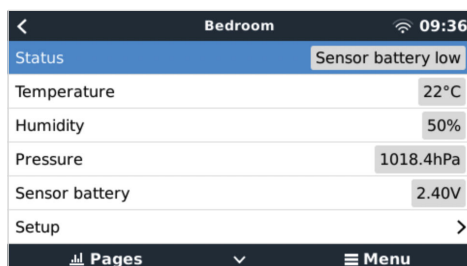 Bedroom 09:36
Status Sensor battery low
Temperature 22°C
Humidity 50%
Pressure 1018.4hPa
Sensor battery 2.40V
Setup
Pages Menu